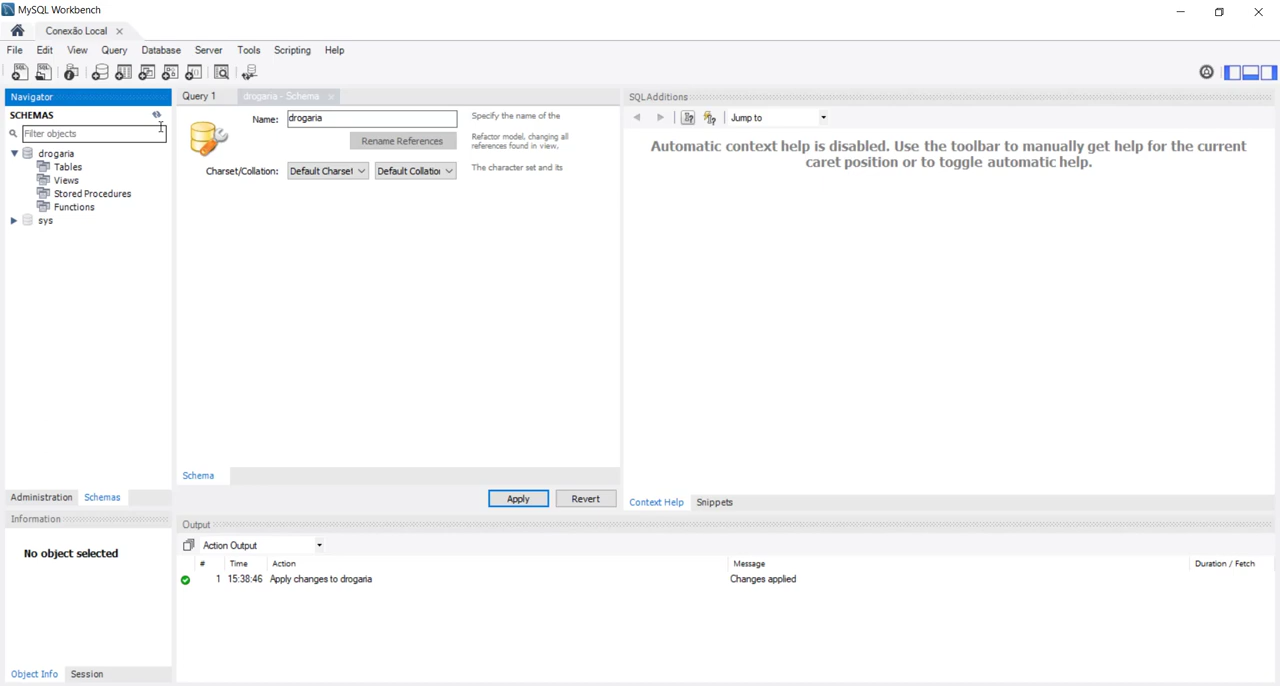 MySQL Workbench
Conexão Local
File Edit View Query Database Server Tools Scripting Help
Navigator
SCHEMAS
Filter objects
drogaria
Tables
Views
Stored Procedures
Functions
sys
Administration Schemas
Information
No object selected
Object Info Session
Query 1 drogaria - Schema
Name: drogaria Specify the name of the
Rename References Refactor model, changing all
references found in view.
Charset/Collation: Default Charset Default Collation The character set and its
Schema
Apply Revert
SQLAdditions
Jump to
Automatic context help is disabled. Use the toolbar to manually get help for the current
caret position or to toggle automatic help.
Context Help Snippets
Output
Action Output
# Time Action Message Duration / Fetch
1 15:38:46 Apply changes to drogaria Changes applied